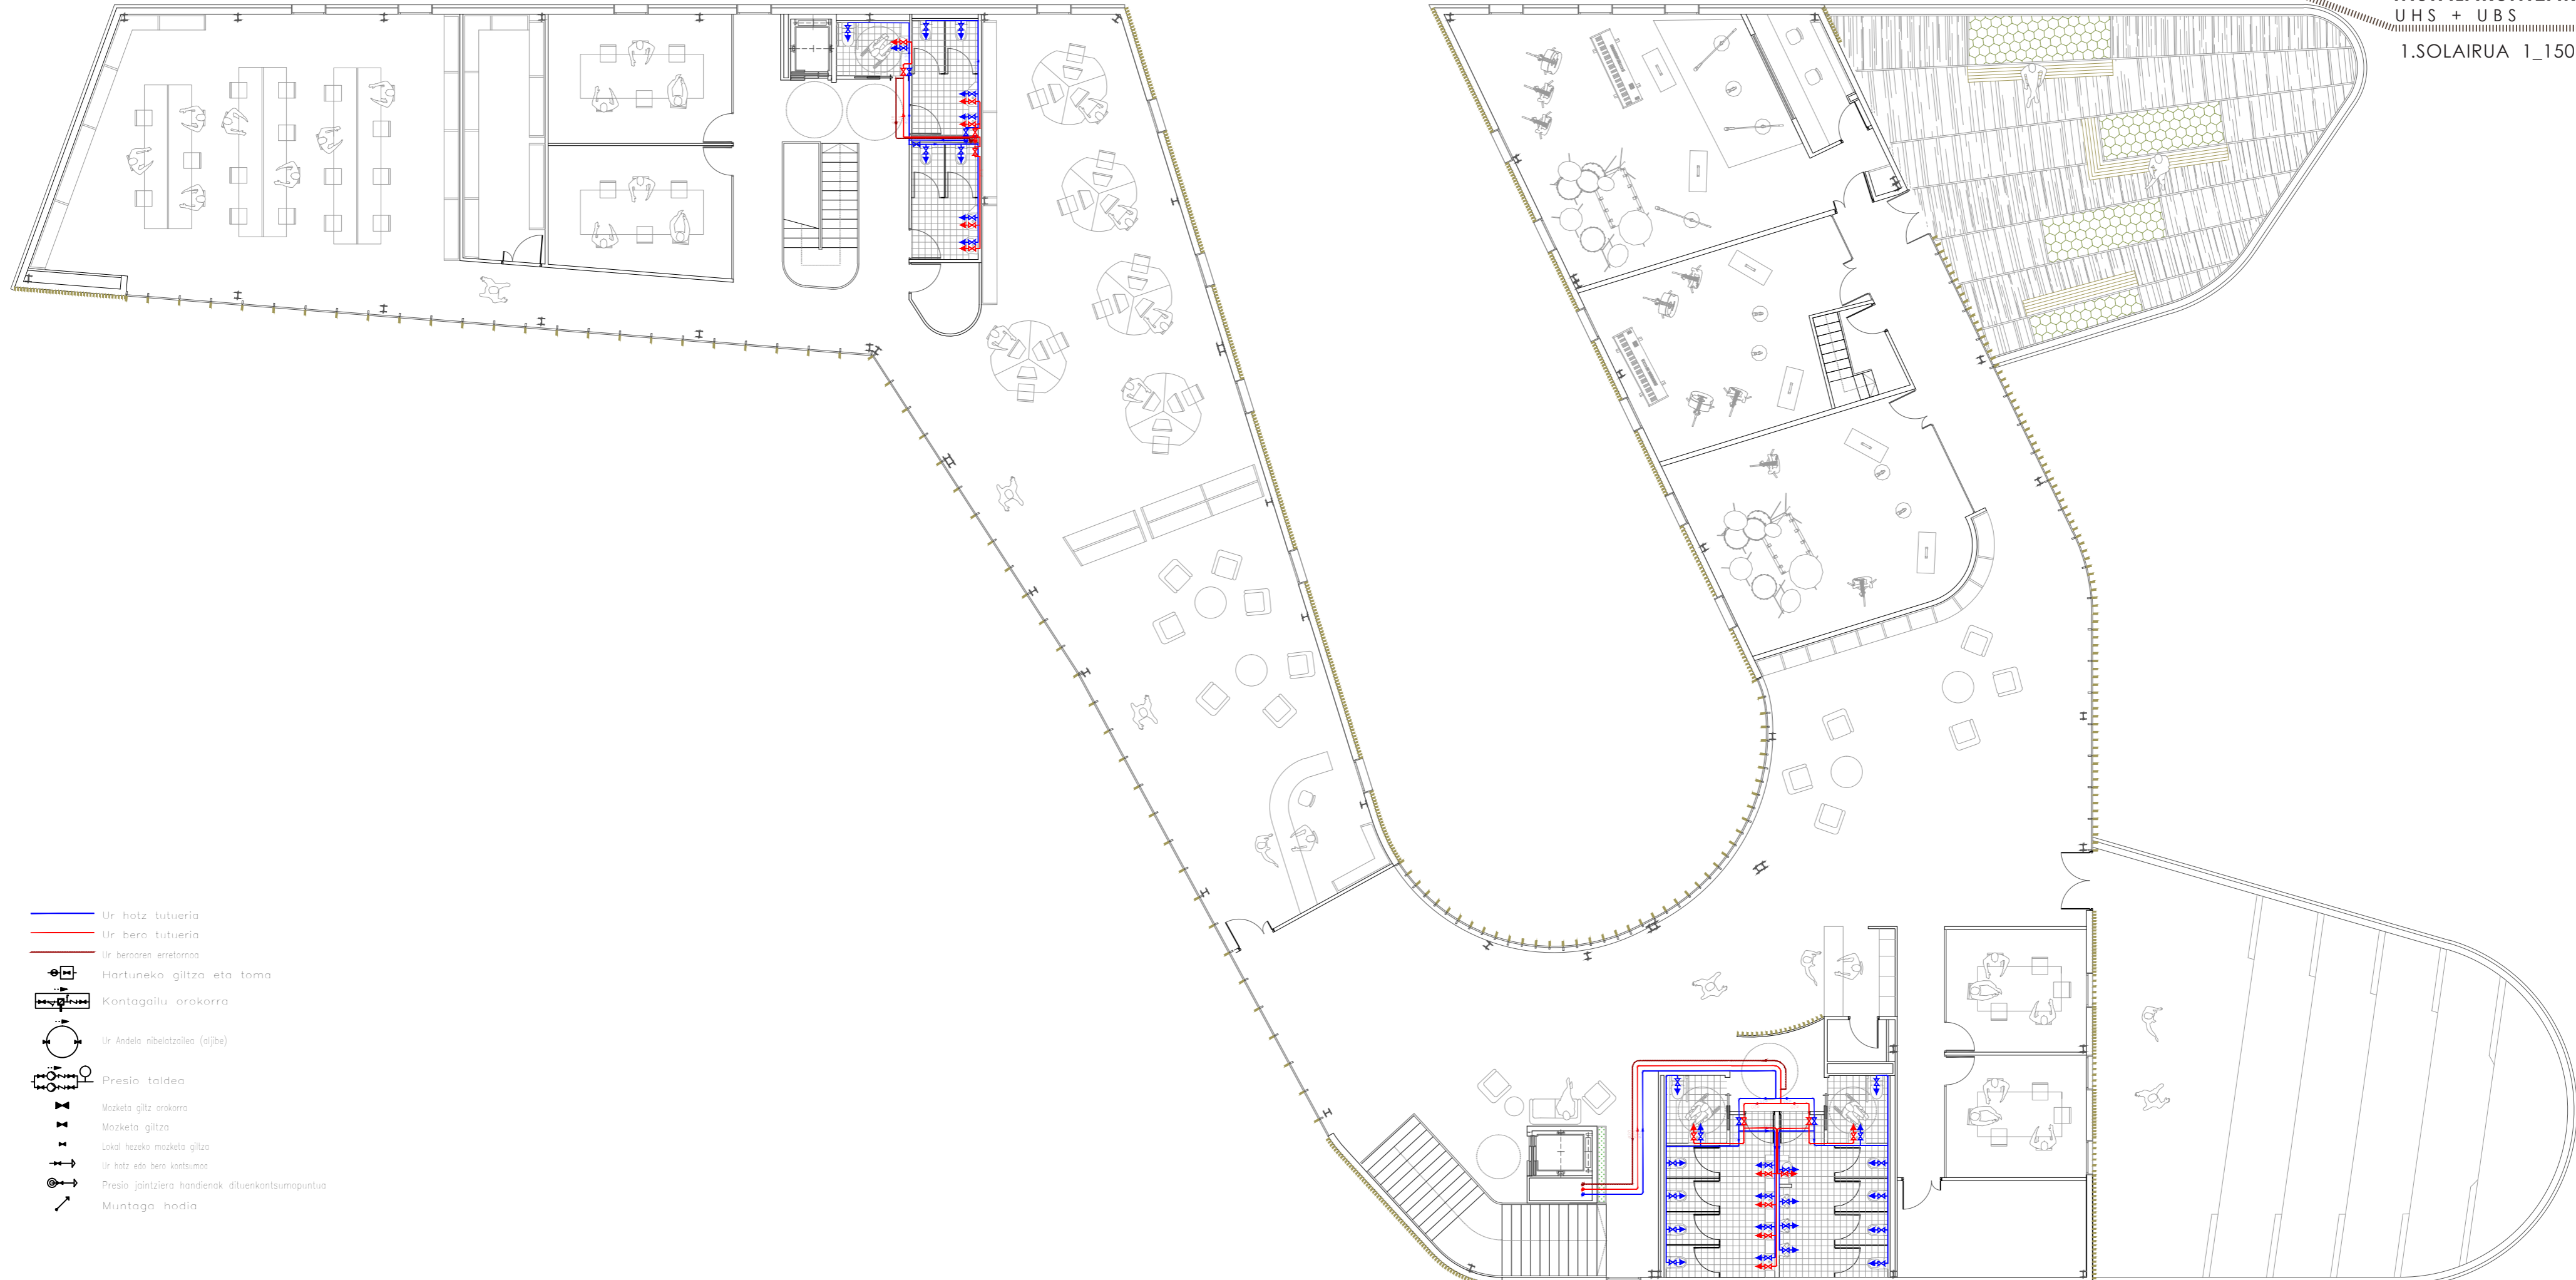 UHS + UBS
1.SOLAIRUA 1_150
Ur hotz tutueria
Ur bero tutueria
Ur beroaren erretornoa
Hartuneko giltza eta toma
Kontagailu orokorra
Ur Andela nibelatzailea (aljibe)
Presio taldea
Mozketa giltz orokorra
Mozketa giltza
Lokal hezeko mozketa giltza
Ur hotz edo bero kontsumoa
Presio jaintziera handienak dituenkontsumopuntua
Muntaga hodia